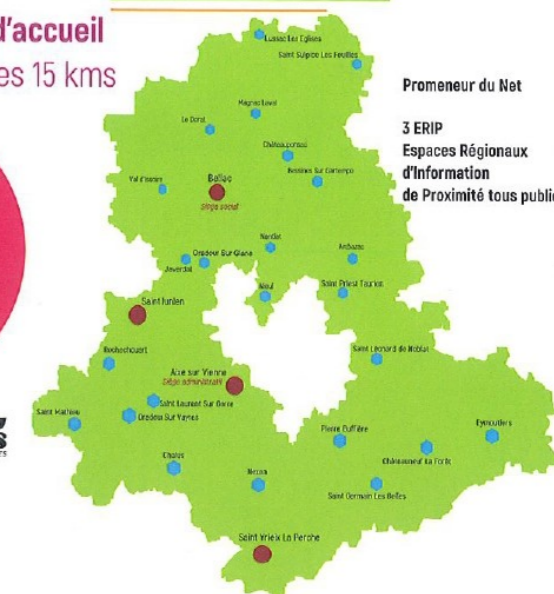 d'accueil
es 15 kms
Promeneur du Net
3 ERIP
Espaces Régionaux
d'Information
de Proximité tous public
Lussac Les Eglises
Saint Sulpice Les Feuilles
Magnac Laval
Le Dorat
Châteauponsac
Bessines Sur Gartempe
Val d'Issoire
Bellac
Siège social
Nantiat
Ambazac
Oradour Sur Glane
Javerdat
Nieul
Saint Priest Taurion
Saint Junien
Saint Léonard de Noblat
Rochechouart
Aixe sur Vienne
Siège administratif
Saint Laurent Sur Gorre
Saint Mathieu
Oradour Sur Vayres
Pierre Buffière
Eymoutiers
Châteauneuf La Forêt
Chalus
Nexon
Saint Germain Les Belles
Saint Yrieix La Perche